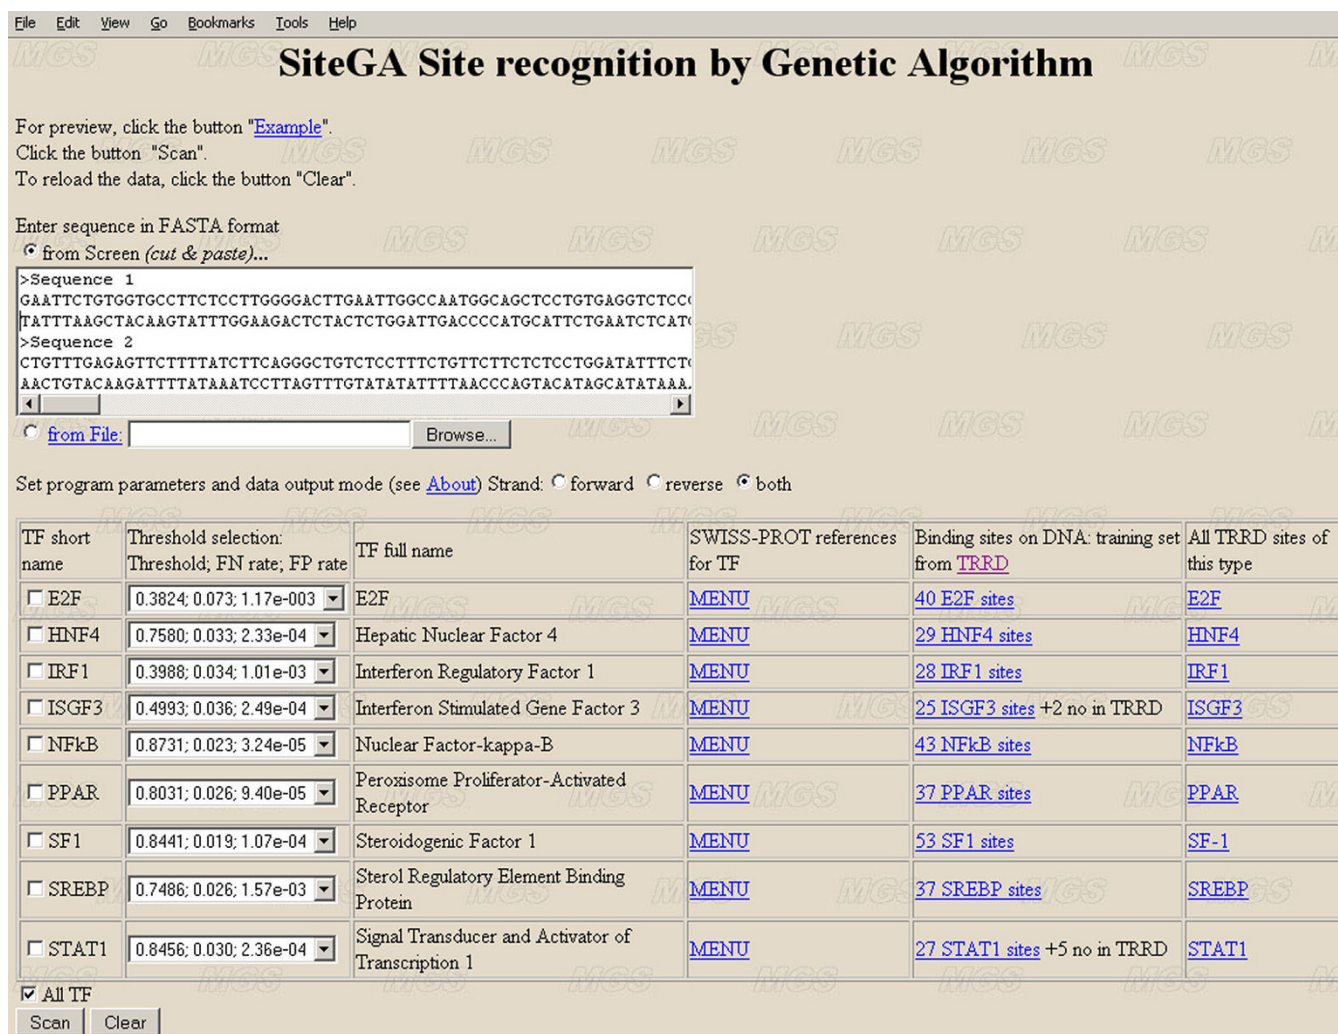 File Edit View Go Bookmarks Tools Help
SiteGA Site recognition by Genetic Algorithm
For preview, click the button "Example".
Click the button "Scan".
To reload the data, click the button "Clear".
Enter sequence in FASTA format
from Screen (cut & paste)...
>Sequence 1
GAATTCTGTGGTGCCTTCTCCTTGGGGACTTGAATTGGCCAATGGCAGCTCCTGTGAGGTCTCC
TATTTAAGCTACAAGTATTTGGAAGACTCTACTCTGGATTGACCCCATGCATTCTGAATCTCAT
>Sequence 2
CTGTTTGAGAGTTCTTTTATCTTCAGGGCTGTCTCCTTTCTGTTCTTCTCTCCTGGATATTTCT
AACTGTACAAGATTTTATAAATCCTTAGTTTGTATATATTTTAACCCAGTACATAGCATATAAA
from File: Browse...
Set program parameters and data output mode (see About) Strand: forward reverse both
TF short name Threshold selection: Threshold; FN rate; FP rate TF full name SWISS-PROT references for TF Binding sites on DNA: training set from TRRD All TRRD sites of this type
E2F 0.3824; 0.073; 1.17e-003 E2F MENU 40 E2F sites E2F
HNF4 0.7580; 0.033; 2.33e-04 Hepatic Nuclear Factor 4 MENU 29 HNF4 sites HNF4
IRF1 0.3988; 0.034; 1.01e-03 Interferon Regulatory Factor 1 MENU 28 IRF1 sites IRF1
ISGF3 0.4993; 0.036; 2.49e-04 Interferon Stimulated Gene Factor 3 MENU 25 ISGF3 sites +2 no in TRRD ISGF3
NFkB 0.8731; 0.023; 3.24e-05 Nuclear Factor-kappa-B MENU 43 NFkB sites NFkB
PPAR 0.8031; 0.026; 9.40e-05 Peroxisome Proliferator-Activated Receptor MENU 37 PPAR sites PPAR
SF1 0.8441; 0.019; 1.07e-04 Steroidogenic Factor 1 MENU 53 SF1 sites SF-1
SREBP 0.7486; 0.026; 1.57e-03 Sterol Regulatory Element Binding Protein MENU 37 SREBP sites SREBP
STAT1 0.8456; 0.030; 2.36e-04 Signal Transducer and Activator of Transcription 1 MENU 27 STAT1 sites +5 no in TRRD STAT1
All TF
Scan Clear